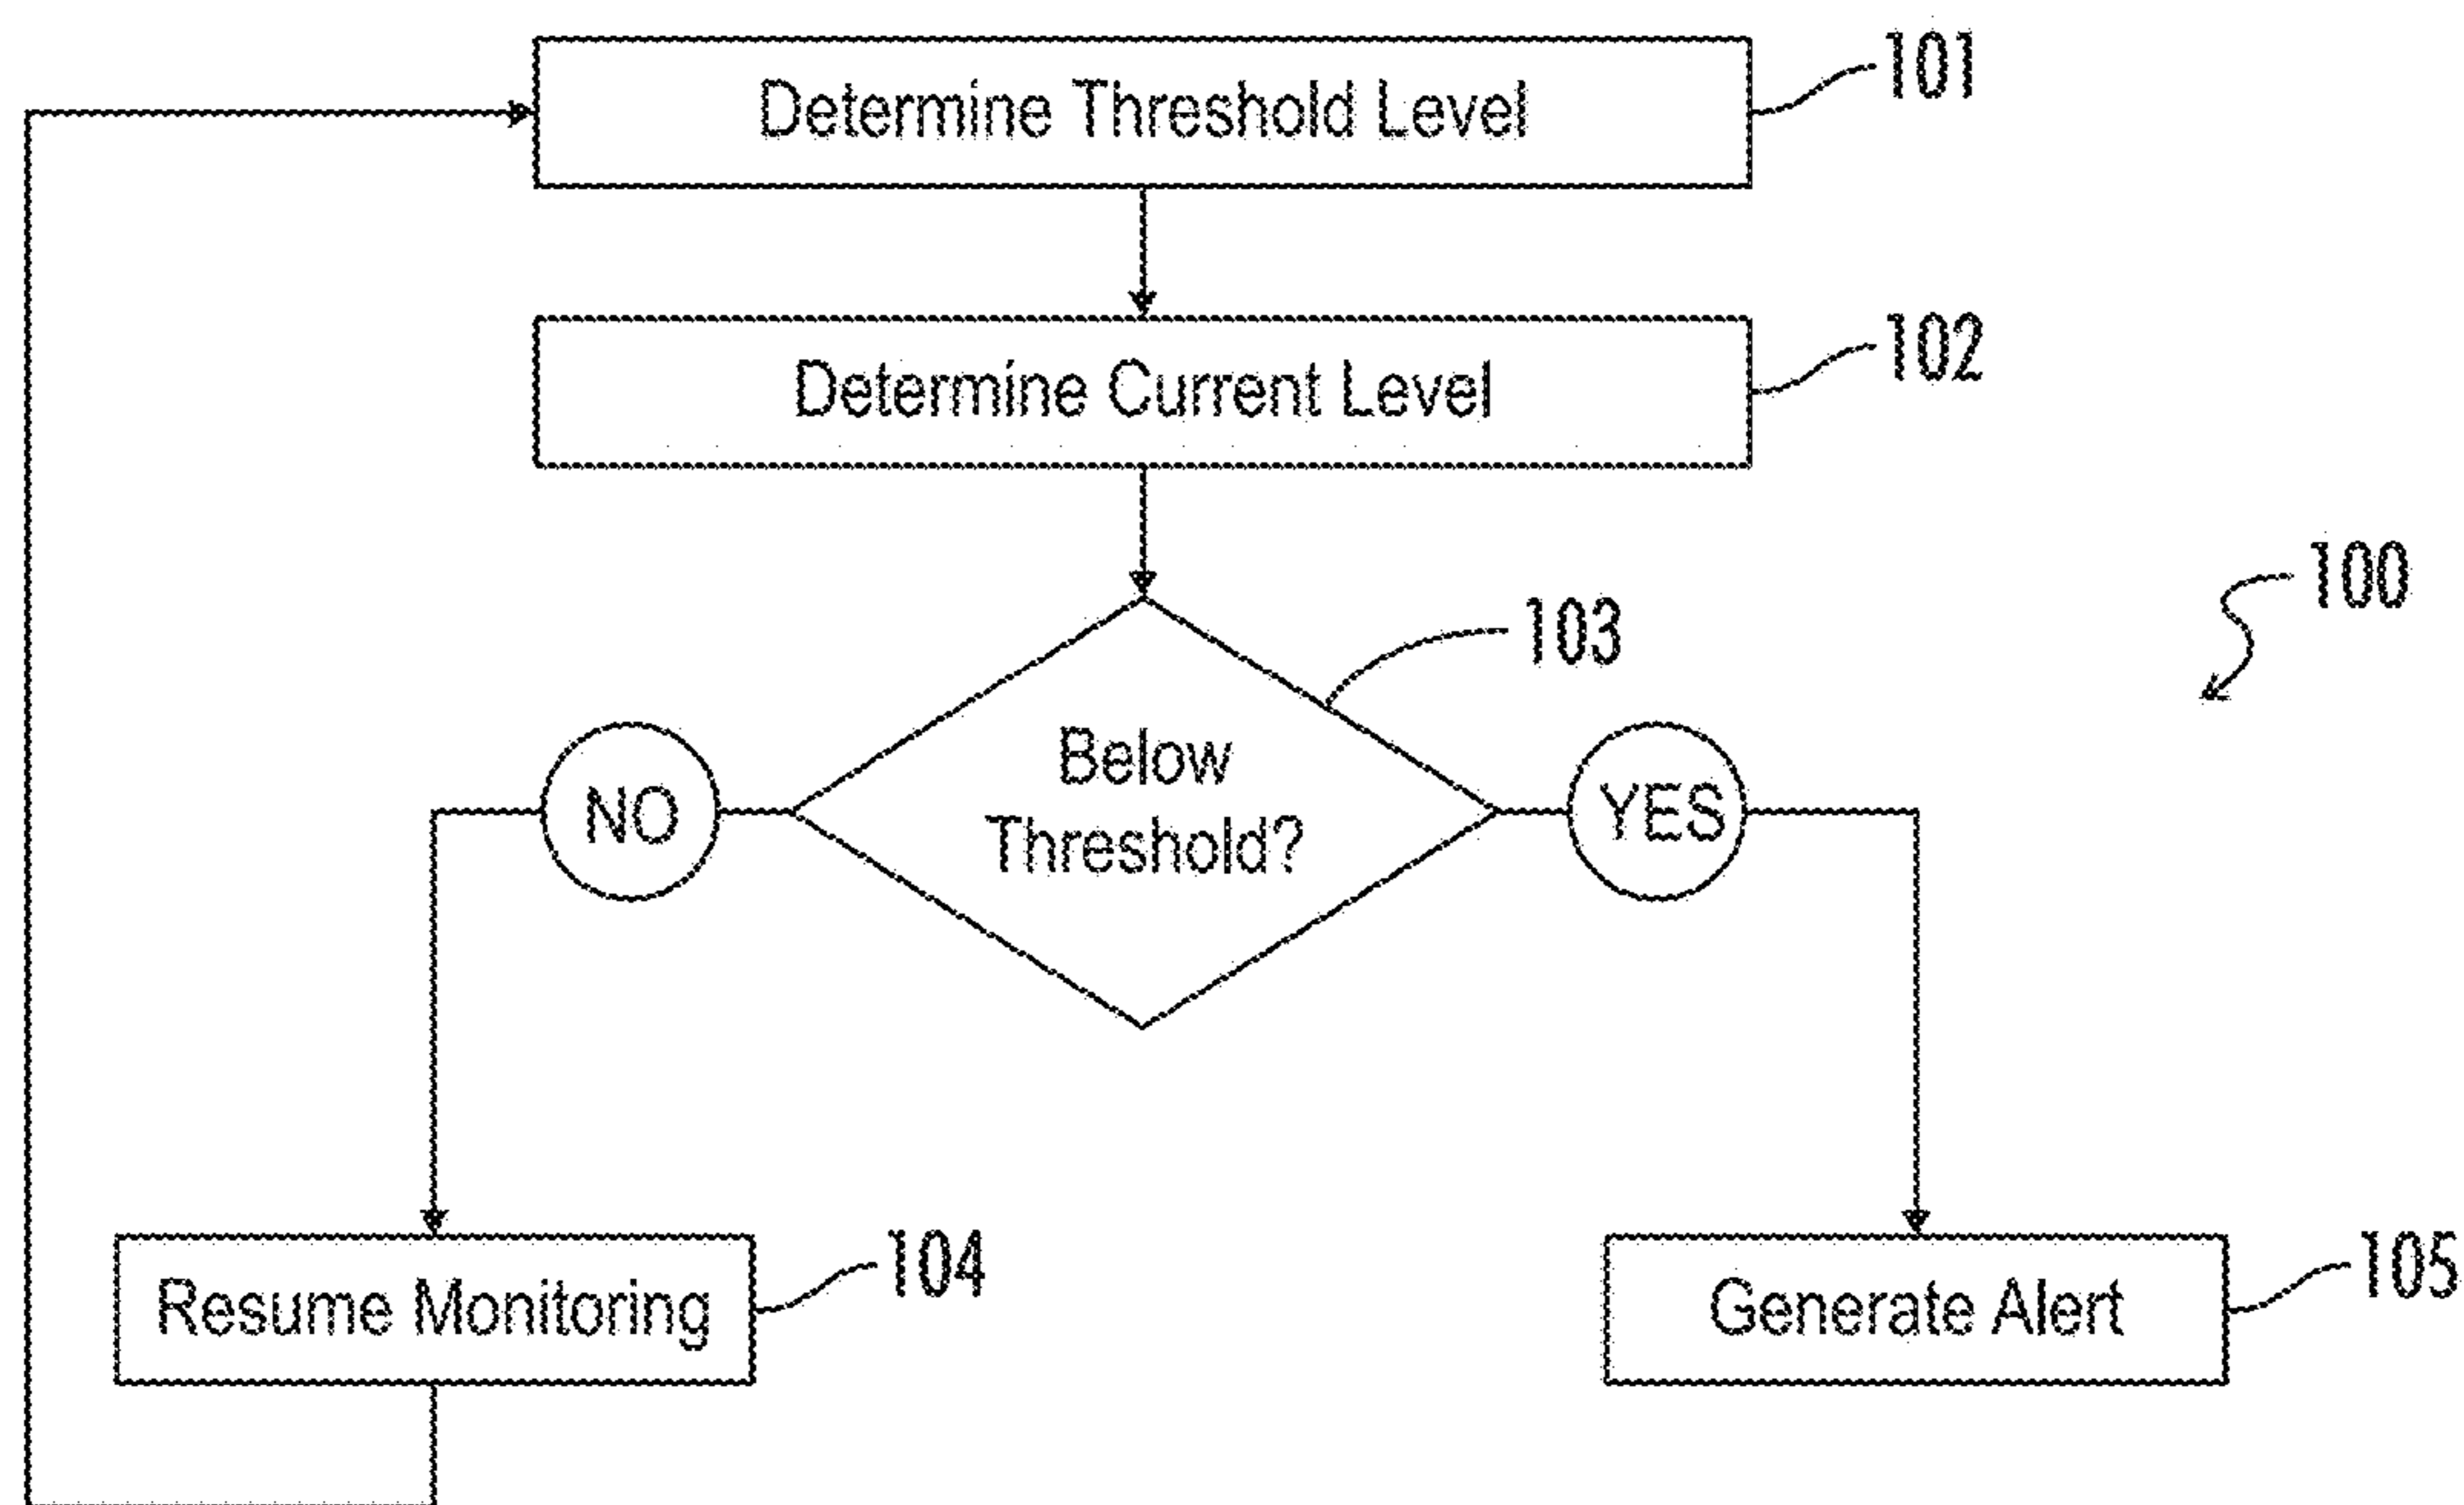 Determine Threshold Level
101
Determine Current Level
102
100
103
Below
Threshold?
NO
YES
Resume Monitoring
104
Generate Alert
105